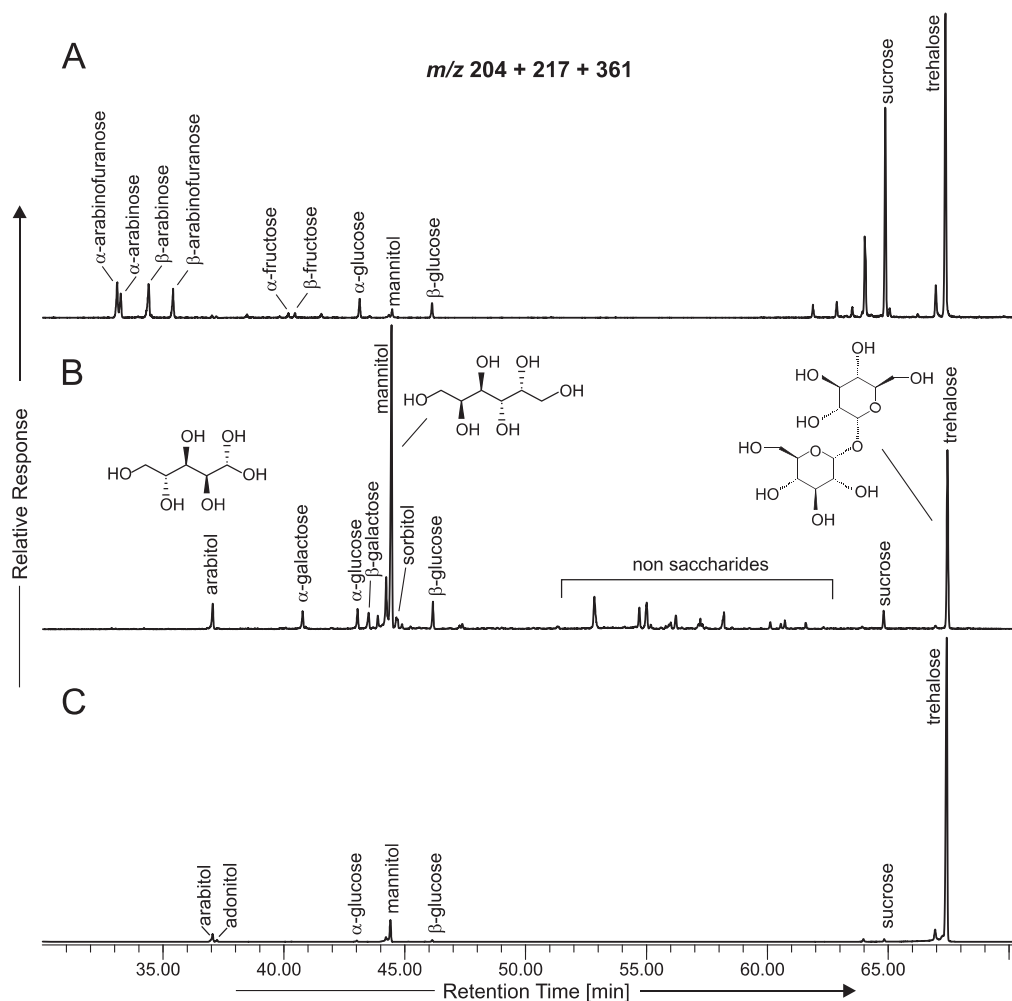 A
m/z 204 + 217 + 361
α-arabinofuranose
α-arabinose
β-arabinose
β-arabinofuranose
α-fructose
β-fructose
α-glucose
mannitol
β-glucose
sucrose
trehalose
B
arabitol
α-galactose
α-glucose
β-galactose
mannitol
sorbitol
β-glucose
non saccharides
sucrose
trehalose
HO
OH
OH
OH
OH
OH
HO
OH
OH
OH
OH
OH
OH
HO
OH
HO
O
O
HO
O
HO
OH
OH
C
arabitol
adonitol
α-glucose
mannitol
β-glucose
sucrose
trehalose
Relative Response
35.00 40.00 45.00 50.00 55.00 60.00 65.00
Retention Time [min]